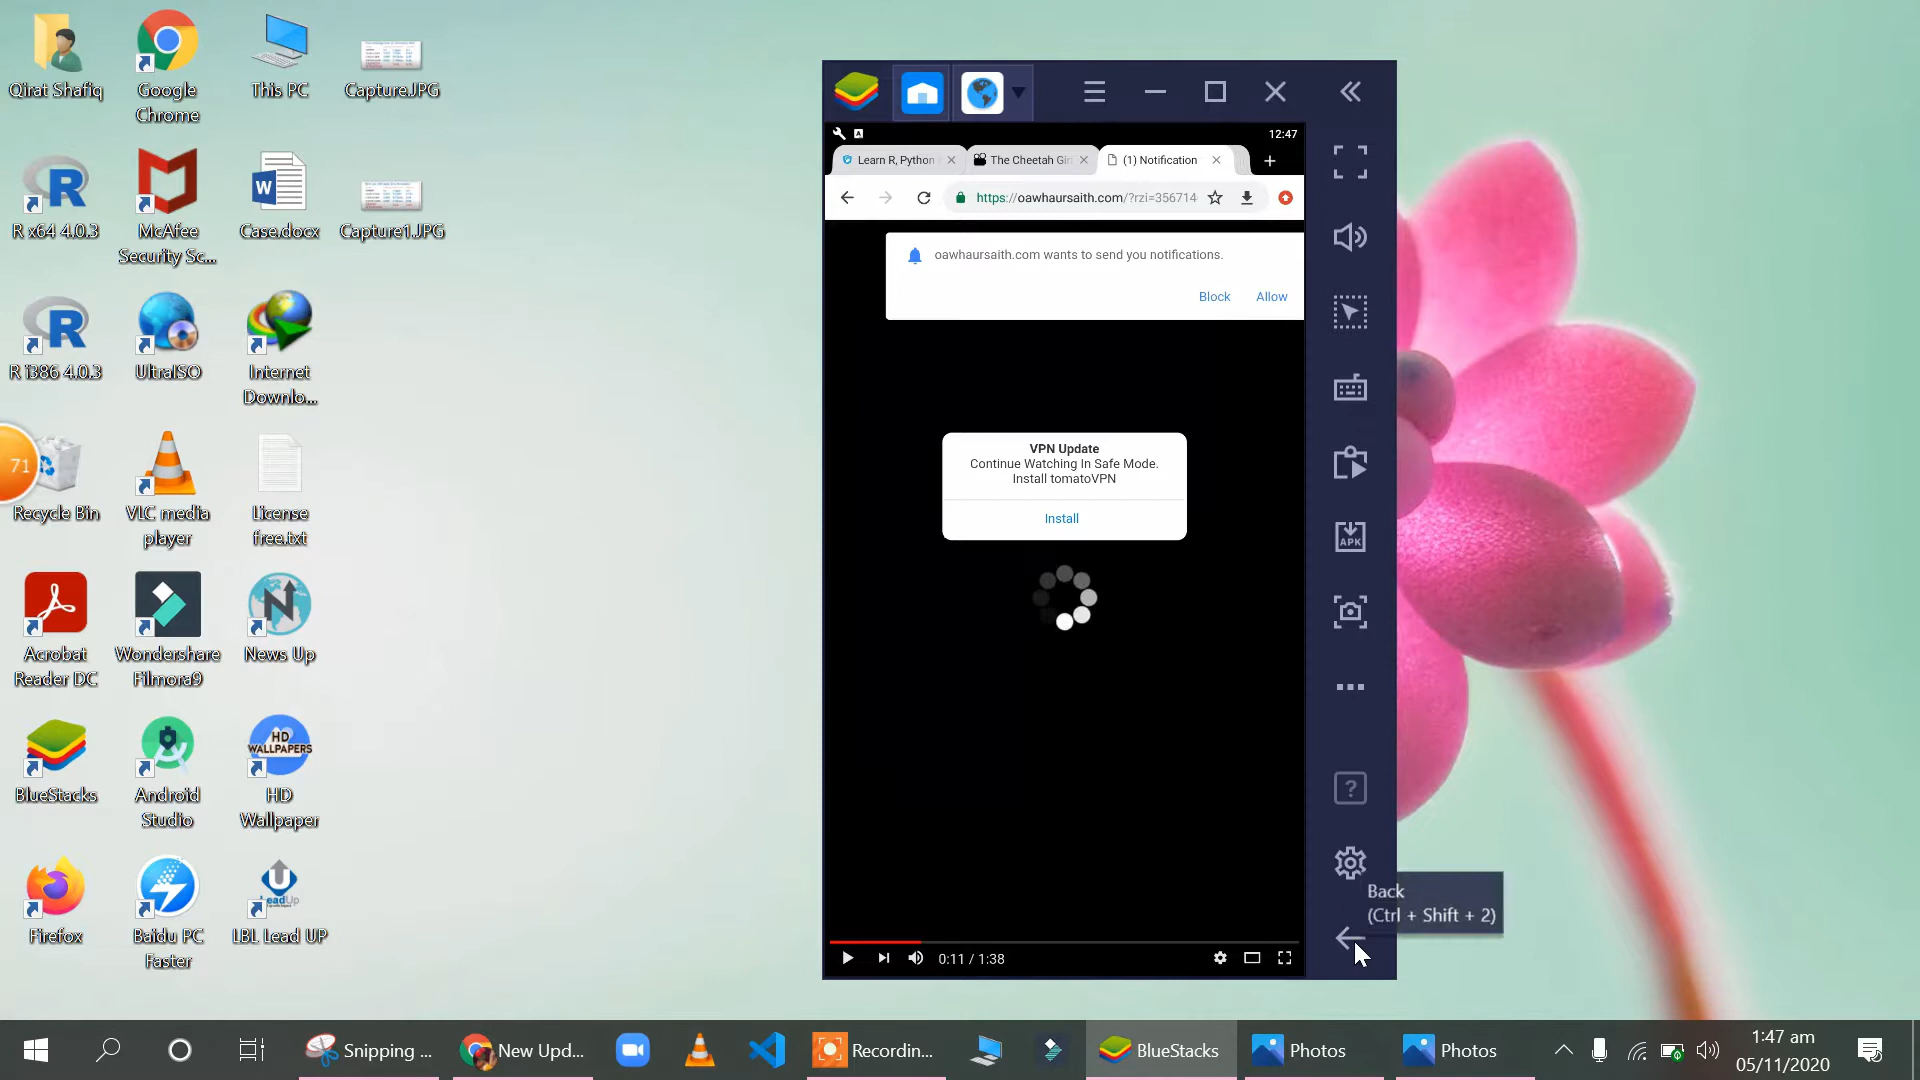 Qirat Shafiq
Google
Chrome
This PC
Capture.JPG
R x64 4.0.3
McAfee
Security Sc...
Case.docx
W
Capture1.JPG
R i386 4.0.3
UltraISO
Internet
Downlo...
71
Recycle Bin
VLC media
player
License
free.txt
Acrobat
Reader DC
Wondershare
Filmora9
N
News Up
BlueStacks
Android
Studio
HD
WALLPAPERS
HD
Wallpaper
Firefox
Baidu PC
Faster
LeadUp
LBL Lead UP
12:47
Learn R, Python
The Cheetah Girl
(1) Notification
https://oawhaursaith.com/?rzi=356714
oawhaursaith.com wants to send you notifications.
Block
Allow
VPN Update
Continue Watching In Safe Mode.
Install tomatoVPN
Install
0:11 / 1:38
APK
?
Back
(Ctrl + Shift + 2)
Snipping ...
New Upd...
Recordin...
BlueStacks
Photos
Photos
1:47 am
05/11/2020